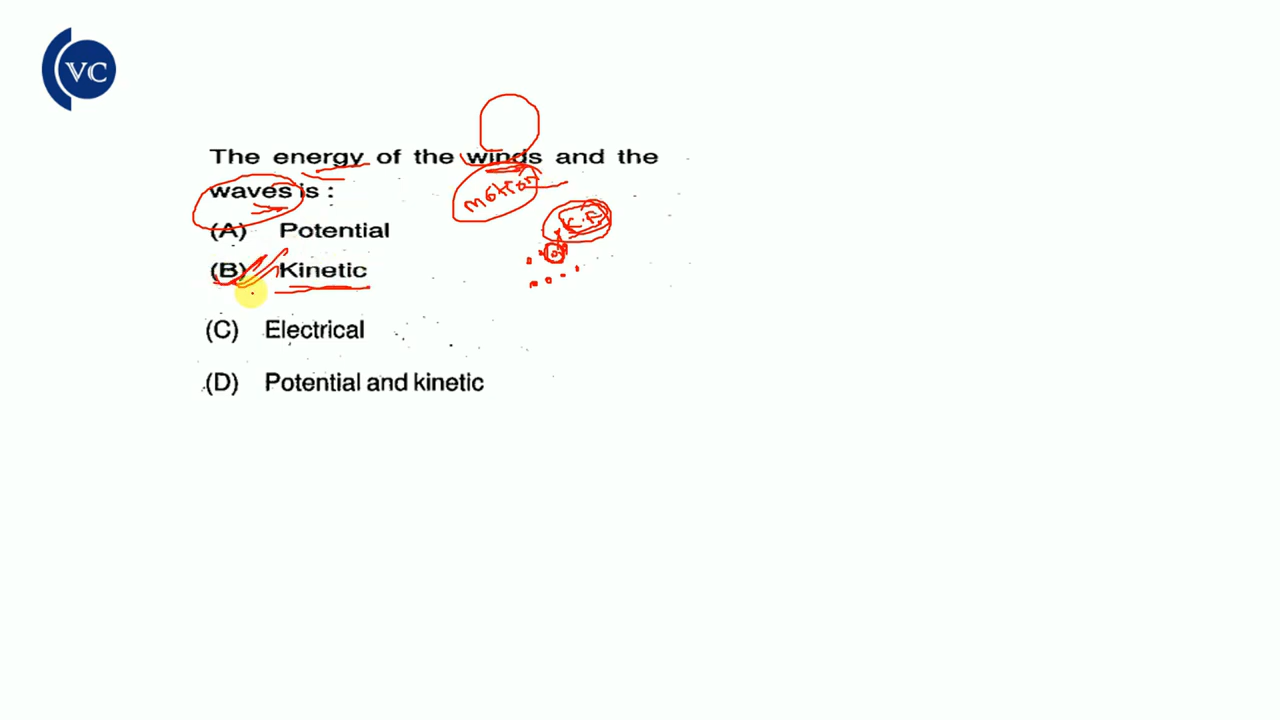 VC
The energy of the winds and the
waves is :
motion
(A) Potential
K.E
(B) Kinetic
(C) Electrical
(D) Potential and kinetic